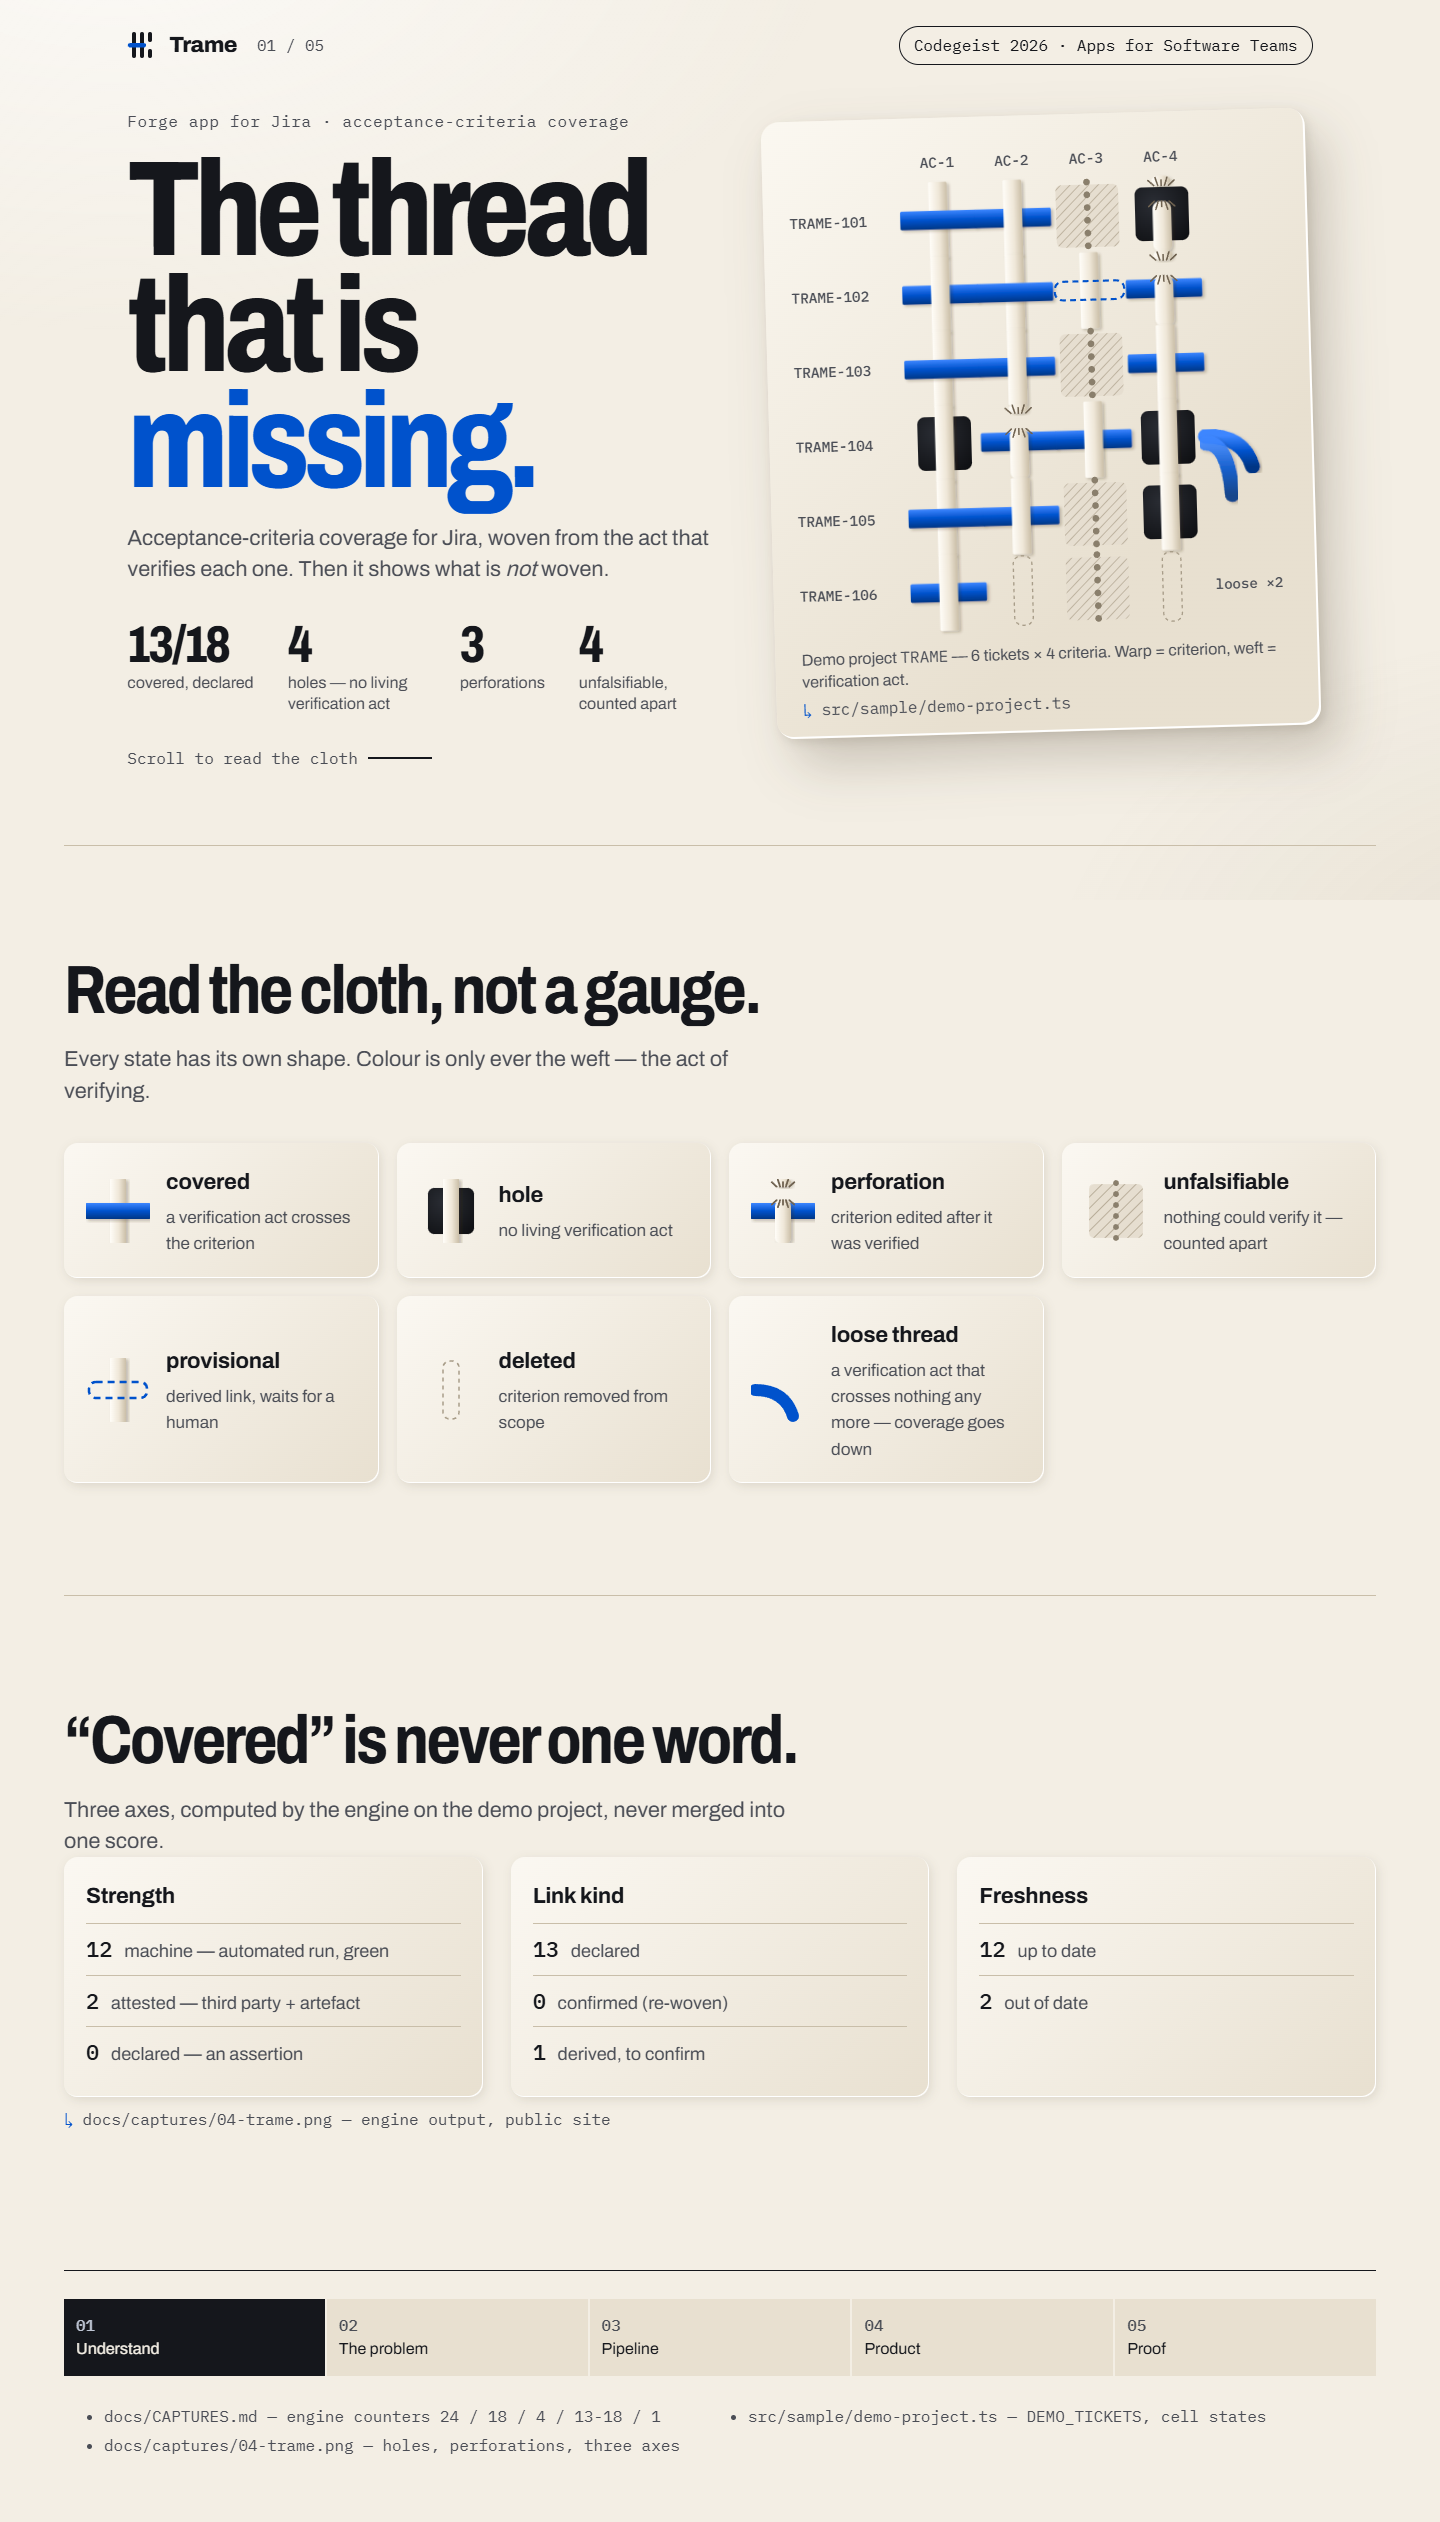 Trame 01 / 05
Codegeist 2026 · Apps for Software Teams
Forge app for Jira · acceptance-criteria coverage
The thread
that is
missing.
Acceptance-criteria coverage for Jira, woven from the act that
verifies each one. Then it shows what is not woven.
13/18
covered, declared
4
holes — no living
verification act
3
perforations
4
unfalsifiable,
counted apart
Scroll to read the cloth
AC-1 AC-2 AC-3 AC-4
TRAME-101
TRAME-102
TRAME-103
TRAME-104
TRAME-105
TRAME-106
loose ×2
Demo project TRAME — 6 tickets × 4 criteria. Warp = criterion, weft =
verification act.
↳ src/sample/demo-project.ts
Read the cloth, not a gauge.
Every state has its own shape. Colour is only ever the weft — the act of
verifying.
covered
a verification act crosses
the criterion
hole
no living verification act
perforation
criterion edited after it
was verified
unfalsifiable
nothing could verify it —
counted apart
provisional
derived link, waits for a
human
deleted
criterion removed from
scope
loose thread
a verification act that
crosses nothing any
more — coverage goes
down
“Covered” is never one word.
Three axes, computed by the engine on the demo project, never merged into
one score.
Strength
12 machine — automated run, green
2 attested — third party + artefact
0 declared — an assertion
Link kind
13 declared
0 confirmed (re-woven)
1 derived, to confirm
Freshness
12 up to date
2 out of date
↳ docs/captures/04-trame.png — engine output, public site
01
Understand
02
The problem
03
Pipeline
04
Product
05
Proof
• docs/CAPTURES.md — engine counters 24 / 18 / 4 / 13-18 / 1
• src/sample/demo-project.ts — DEMO_TICKETS, cell states
• docs/captures/04-trame.png — holes, perforations, three axes